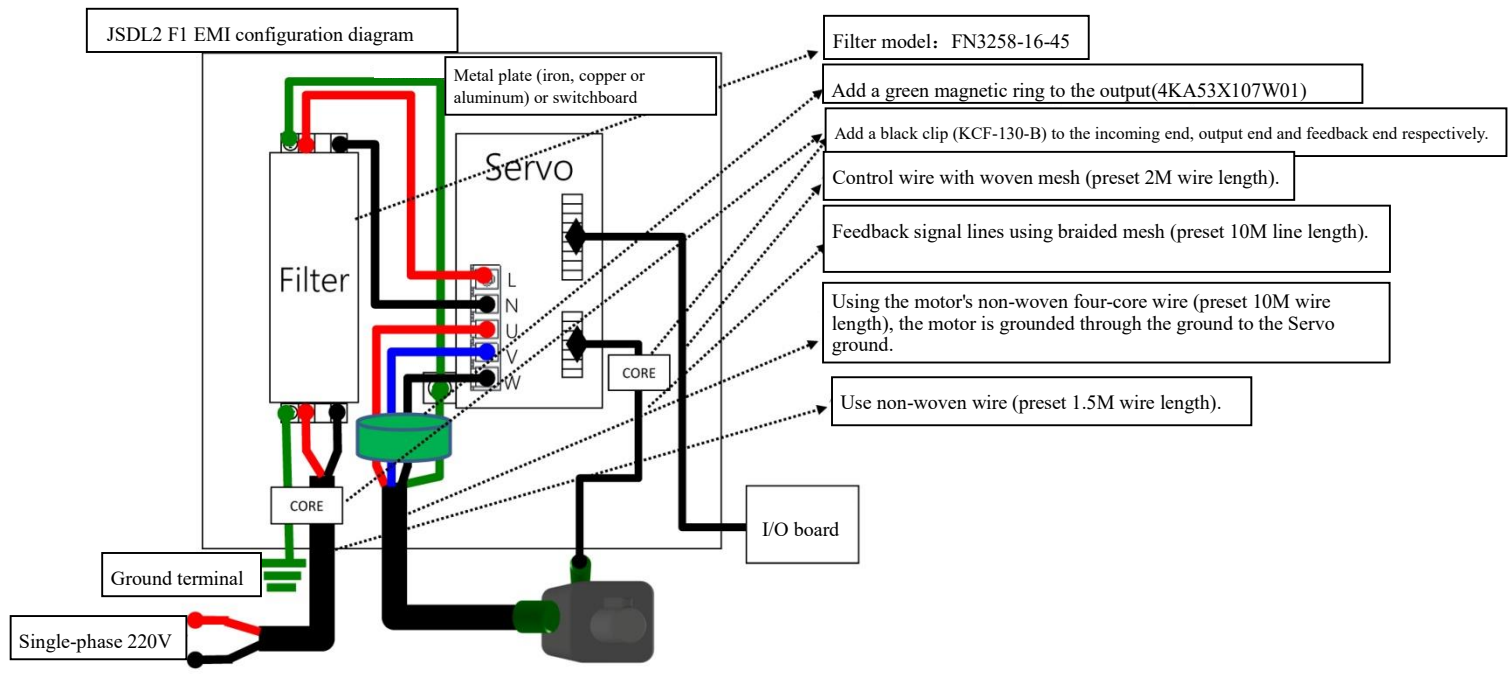 JSDL2 F1 EMI configuration diagram
Metal plate (iron, copper or
aluminum) or switchboard
Filter model：FN3258-16-45
Add a green magnetic ring to the output(4KA53X107W01)
Add a black clip (KCF-130-B) to the incoming end, output end and feedback end respectively.
Control wire with woven mesh (preset 2M wire length).
Feedback signal lines using braided mesh (preset 10M line length).
Using the motor's non-woven four-core wire (preset 10M wire
length), the motor is grounded through the ground to the Servo
ground.
Use non-woven wire (preset 1.5M wire length).
Servo
Filter
L
N
U
V
W
CORE
CORE
I/O board
Ground terminal
Single-phase 220V